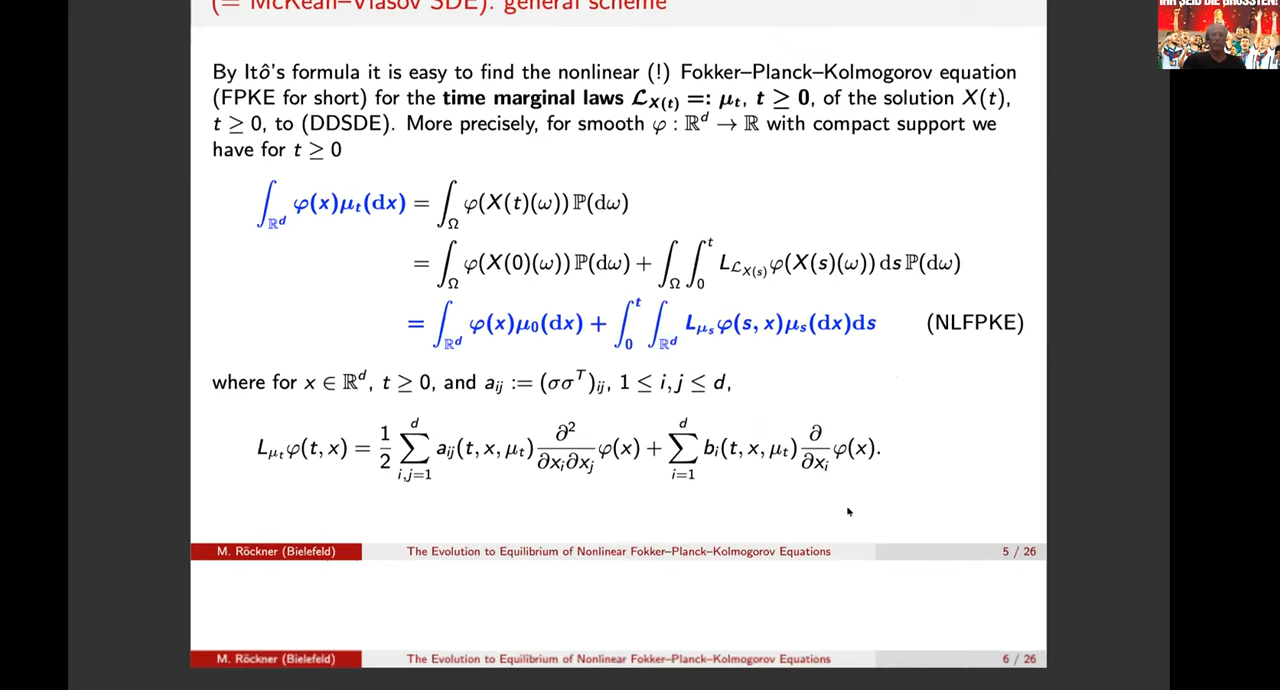 (= McKean–Vlasov SDE): general scheme
IHR SEID DIE GRÖSSTEN!
By Itô's formula it is easy to find the nonlinear (!) Fokker–Planck–Kolmogorov equation
(FPKE for short) for the time marginal laws ℒ_{X(t)} =: μ_t, t ≥ 0, of the solution X(t),
t ≥ 0, to (DDSDE). More precisely, for smooth φ : ℝ^d → ℝ with compact support we
have for t ≥ 0
∫_{ℝ^d} φ(x)μ_t(dx) = ∫_Ω φ(X(t)(ω)) ℙ(dω)
= ∫_Ω φ(X(0)(ω)) ℙ(dω) + ∫_Ω ∫_0^t L_{ℒ_{X(s)}} φ(X(s)(ω)) ds ℙ(dω)
= ∫_{ℝ^d} φ(x)μ_0(dx) + ∫_0^t ∫_{ℝ^d} L_{μ_s}φ(s, x)μ_s(dx)ds (NLFPKE)
where for x ∈ ℝ^d, t ≥ 0, and a_{ij} := (σσ^T)_{ij}, 1 ≤ i,j ≤ d,
L_{μ_t}φ(t, x) = 1/2 ∑_{i,j=1}^d a_{ij}(t, x, μ_t) ∂²/∂x_i∂x_j φ(x) + ∑_{i=1}^d b_i(t, x, μ_t) ∂/∂x_i φ(x).
M. Röckner (Bielefeld) The Evolution to Equilibrium of Nonlinear Fokker–Planck–Kolmogorov Equations 5 / 26
M. Röckner (Bielefeld) The Evolution to Equilibrium of Nonlinear Fokker–Planck–Kolmogorov Equations 6 / 26